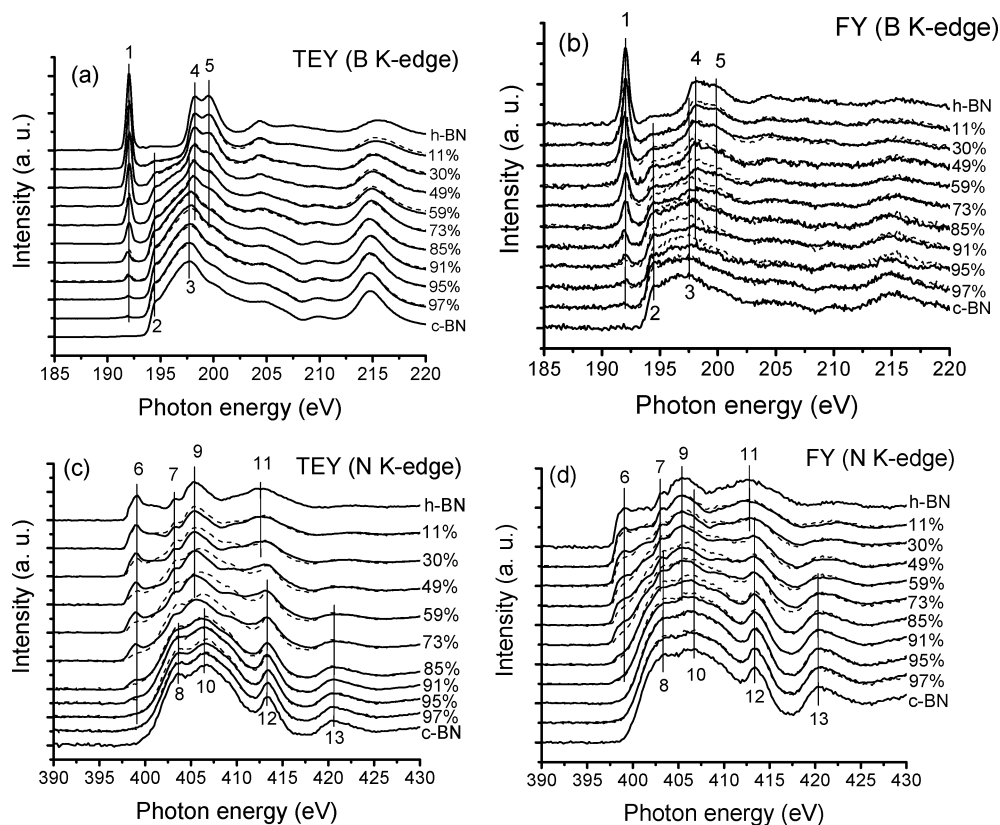 (a)
TEY (B K-edge)
1
4
5
2
3
h-BN
11%
30%
49%
59%
73%
85%
91%
95%
97%
c-BN
Intensity (a. u.)
185 190 195 200 205 210 215 220
Photon energy (eV)
(b)
FY (B K-edge)
1
4
5
2
3
h-BN
11%
30%
49%
59%
73%
85%
91%
95%
97%
c-BN
Intensity (a. u.)
185 190 195 200 205 210 215 220
Photon energy (eV)
(c)
TEY (N K-edge)
6
7
9
11
8
10
12
13
h-BN
11%
30%
49%
59%
73%
85%
91%
95%
97%
c-BN
Intensity (a. u.)
390 395 400 405 410 415 420 425 430
Photon energy (eV)
(d)
FY (N K-edge)
6
7
9
11
8
10
12
13
h-BN
11%
30%
49%
59%
73%
85%
91%
95%
97%
c-BN
Intensity (a. u.)
390 395 400 405 410 415 420 425 430
Photon energy (eV)